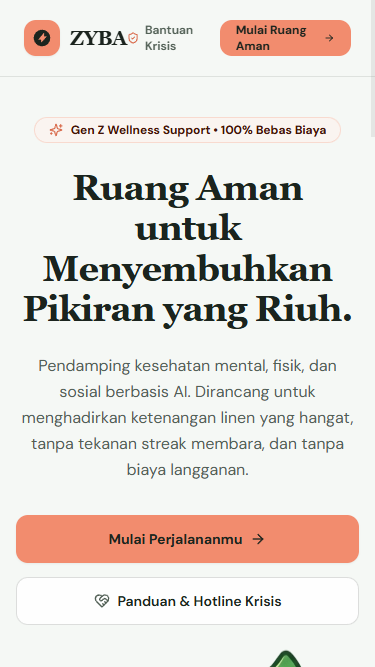 ZYBA
Bantuan
Krisis
Mulai Ruang
Aman
Gen Z Wellness Support • 100% Bebas Biaya
Ruang Aman
untuk
Menyembuhkan
Pikiran yang Riuh.
Pendamping kesehatan mental, fisik, dan
sosial berbasis AI. Dirancang untuk
menghadirkan ketenangan linen yang hangat,
tanpa tekanan streak membara, dan tanpa
biaya langganan.
Mulai Perjalananmu
Panduan & Hotline Krisis